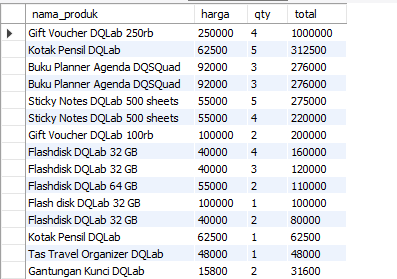 nama_produk harga qty total
Gift Voucher DQLab 250rb 250000 4 1000000
Kotak Pensil DQLab 62500 5 312500
Buku Planner Agenda DQSQuad 92000 3 276000
Buku Planner Agenda DQSQuad 92000 3 276000
Sticky Notes DQLab 500 sheets 55000 5 275000
Sticky Notes DQLab 500 sheets 55000 4 220000
Gift Voucher DQLab 100rb 100000 2 200000
Flashdisk DQLab 32 GB 40000 4 160000
Flashdisk DQLab 32 GB 40000 3 120000
Flashdisk DQLab 64 GB 55000 2 110000
Flash disk DQLab 32 GB 100000 1 100000
Flashdisk DQLab 32 GB 40000 2 80000
Kotak Pensil DQLab 62500 1 62500
Tas Travel Organizer DQLab 48000 1 48000
Gantungan Kunci DQLab 15800 2 31600